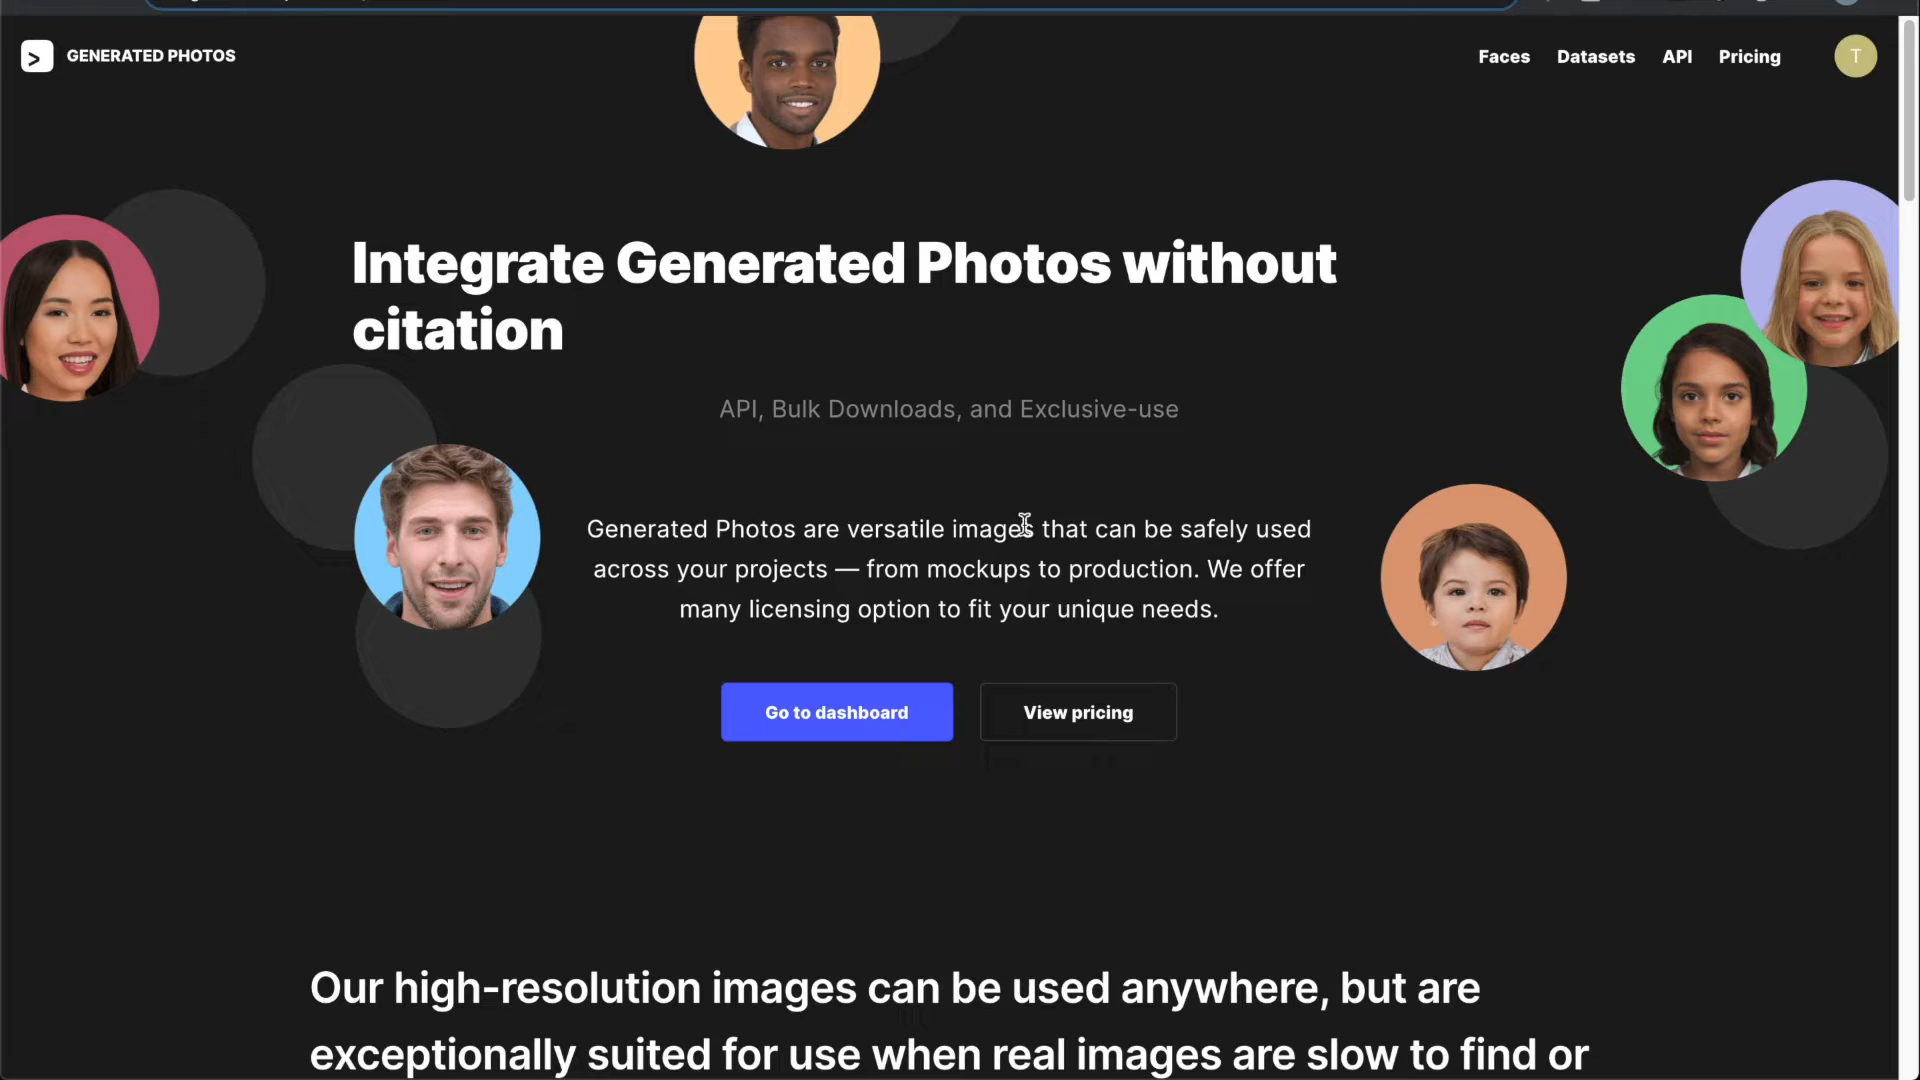 GENERATED PHOTOS
Faces Datasets API Pricing T
Integrate Generated Photos without
citation
API, Bulk Downloads, and Exclusive-use
Generated Photos are versatile images that can be safely used
across your projects — from mockups to production. We offer
many licensing option to fit your unique needs.
Go to dashboard View pricing
Our high-resolution images can be used anywhere, but are
exceptionally suited for use when real images are slow to find or